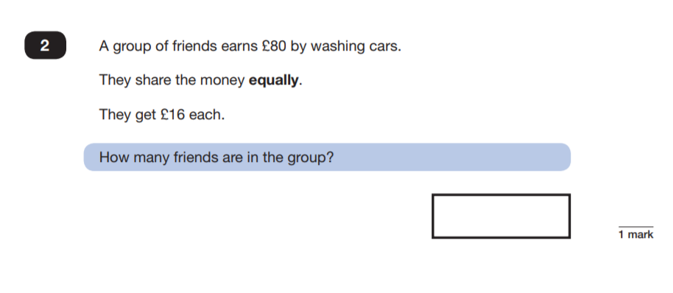 2 A group of friends earns £80 by washing cars.
They share the money equally.
They get £16 each.
How many friends are in the group?
1 mark